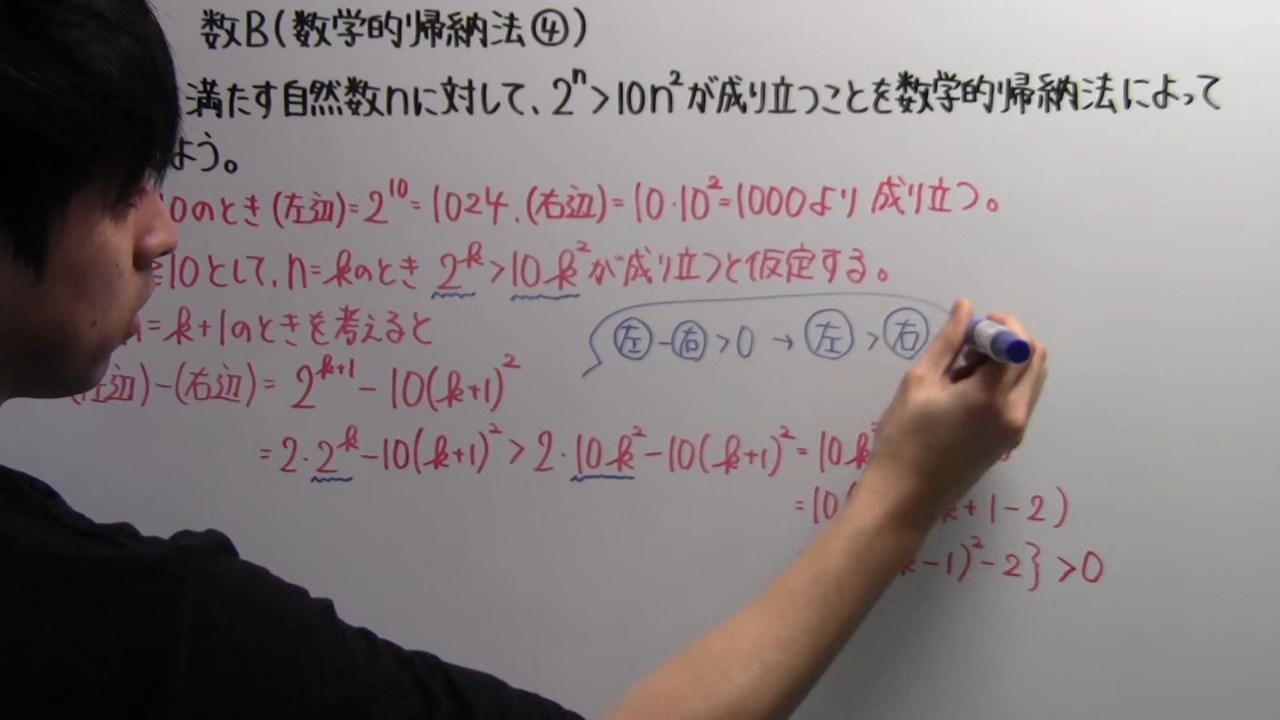 数B(数学的帰納法④)
満たす自然数nに対して、2^n>10n²が成り立つことを数学的帰納法によって
よう。
0のとき(左辺)=2^10=1024、(右辺)=10・10²=1000より 成り立つ。
≧10として、n=kのとき 2^k>10k²が成り立つと仮定する。
n=k+1のときを考えると
㊧-㊨>0→㊧>㊨
(左辺)-(右辺)=2^(k+1)-10(k+1)²
=2・2^k-10(k+1)²>2・10k²-10(k+1)²=10k²
=10( k+1-2)
k-1)²-2}>0